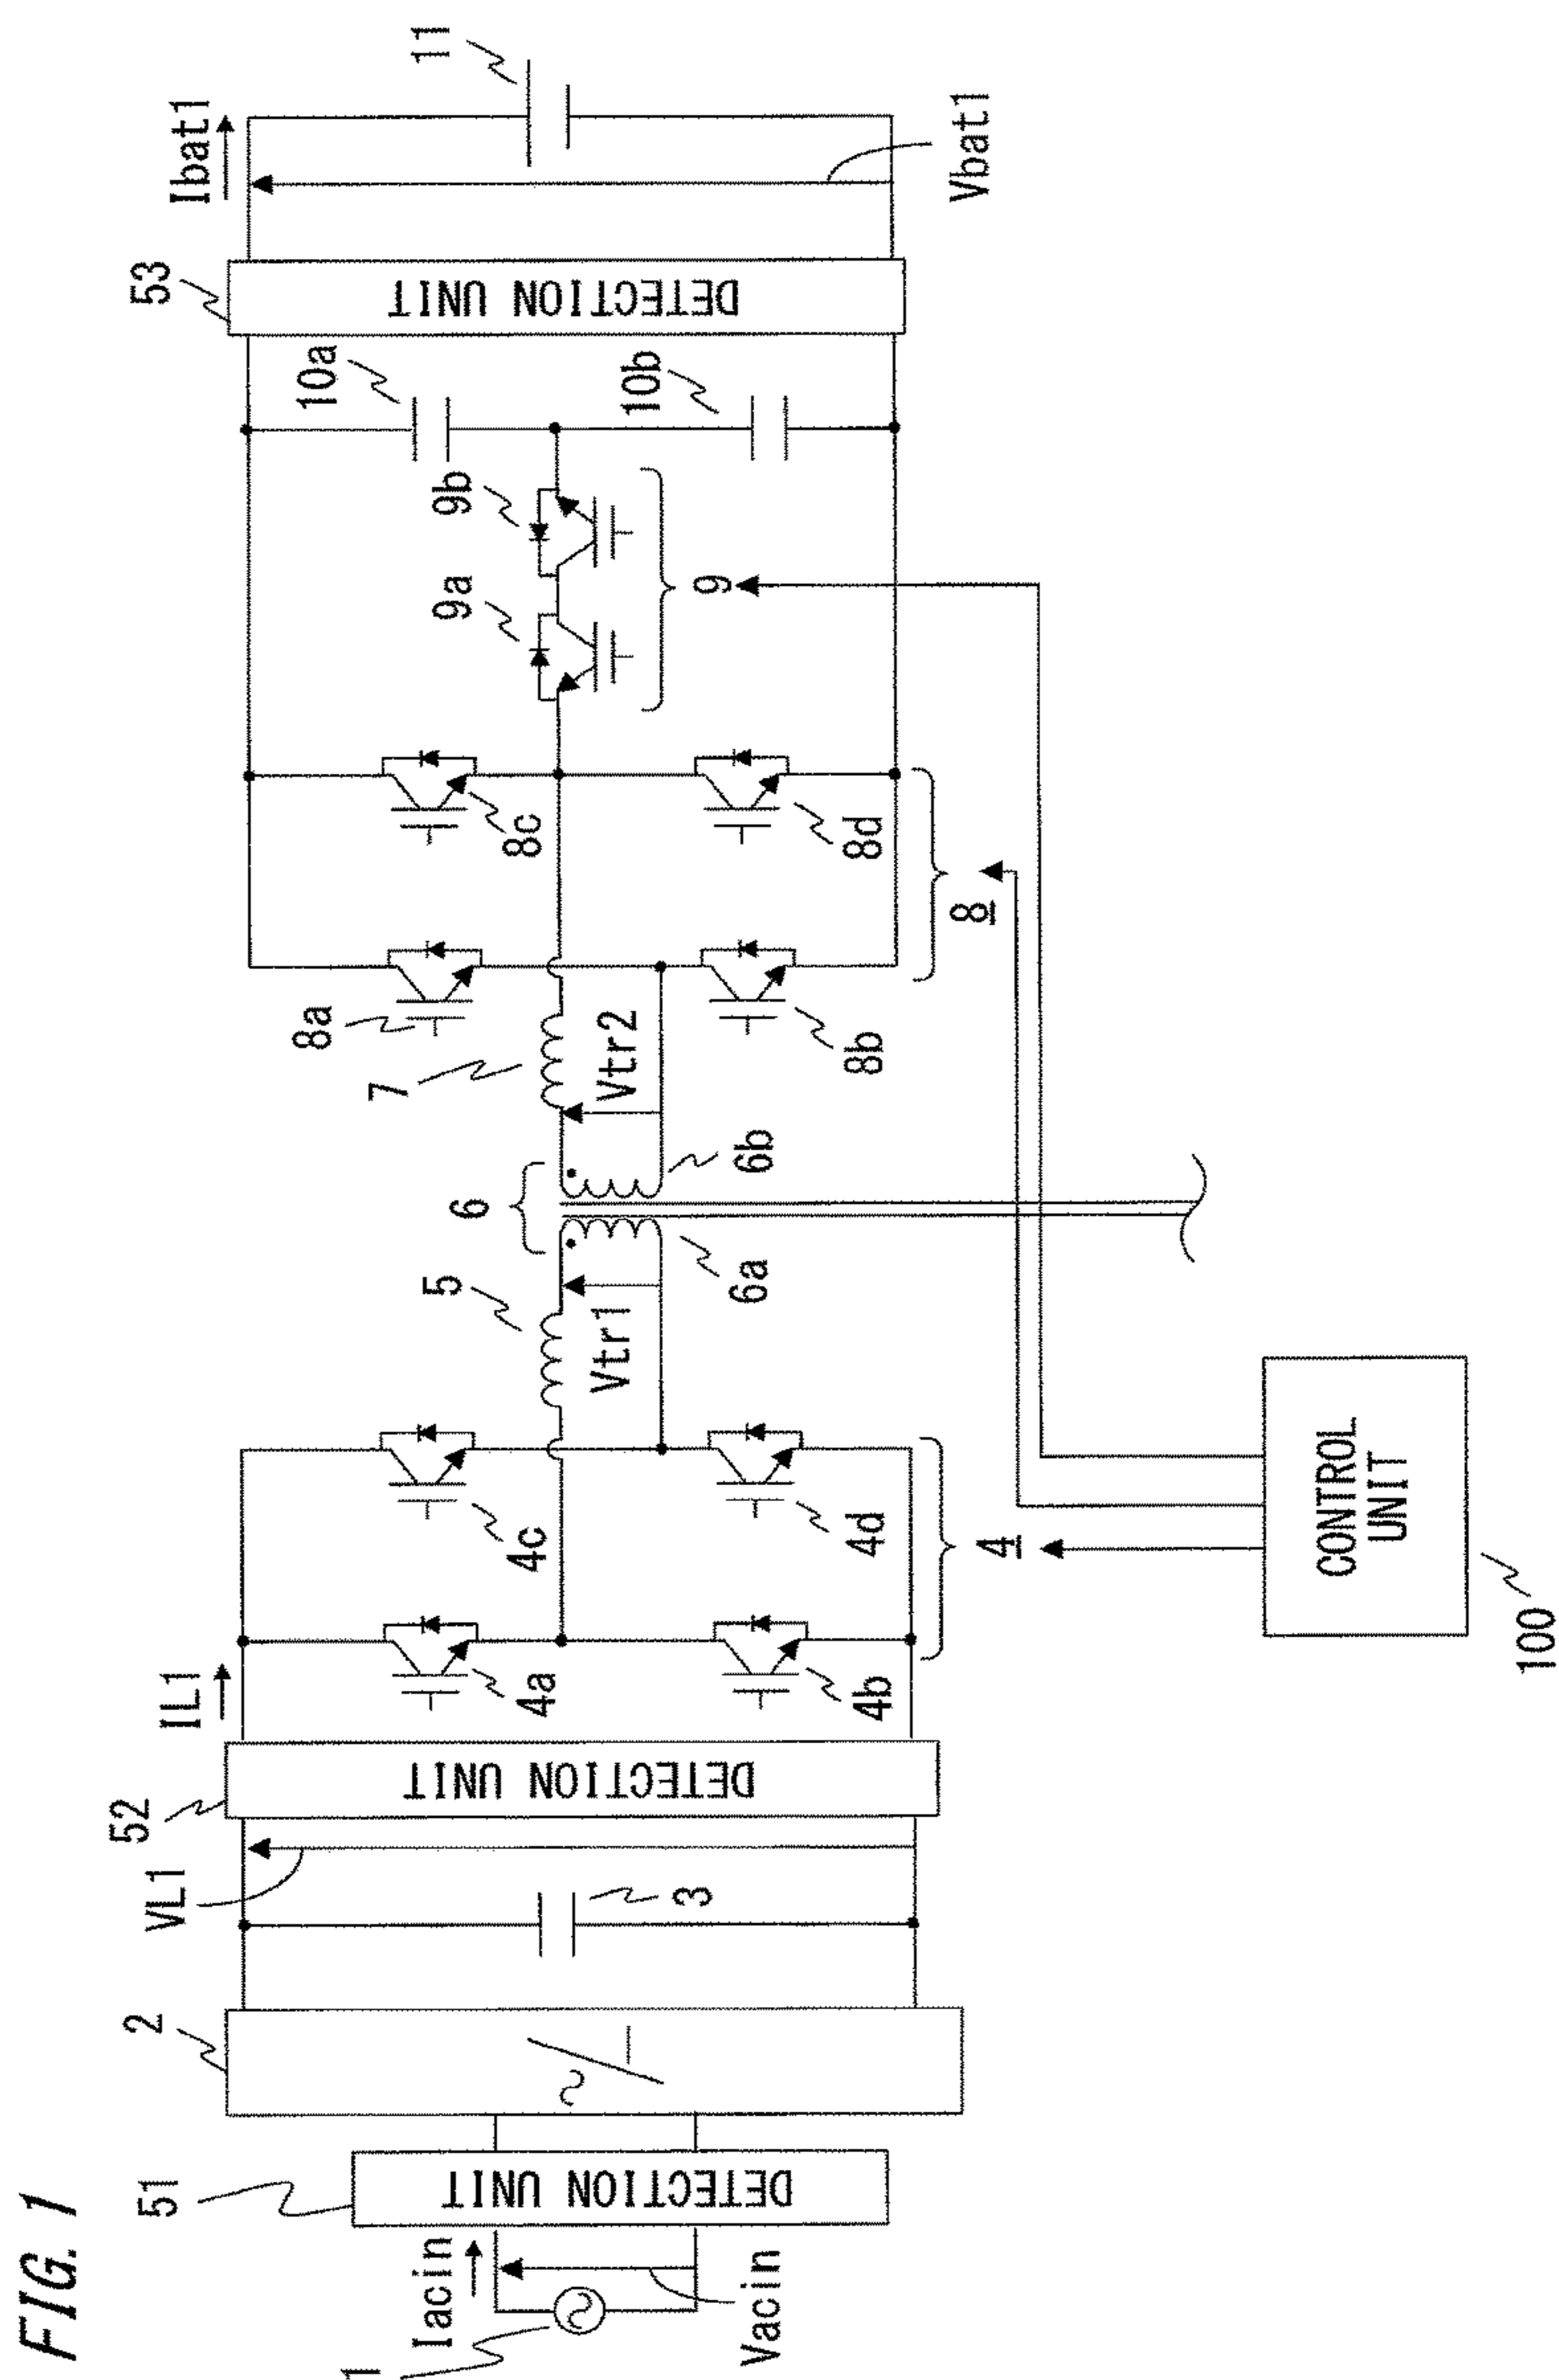 FIG. 1
1
Iacin
Vacin
51
DETECTION UNIT
2
3
VL1
52
DETECTION UNIT
IL1
4a
4b
4c
4d
4
5
Vtr1
6
6a
6b
Vtr2
7
8a
8b
8c
8d
8
9a
9b
9
10a
10b
53
DETECTION UNIT
Ibat1
Vbat1
11
CONTROL
UNIT
100